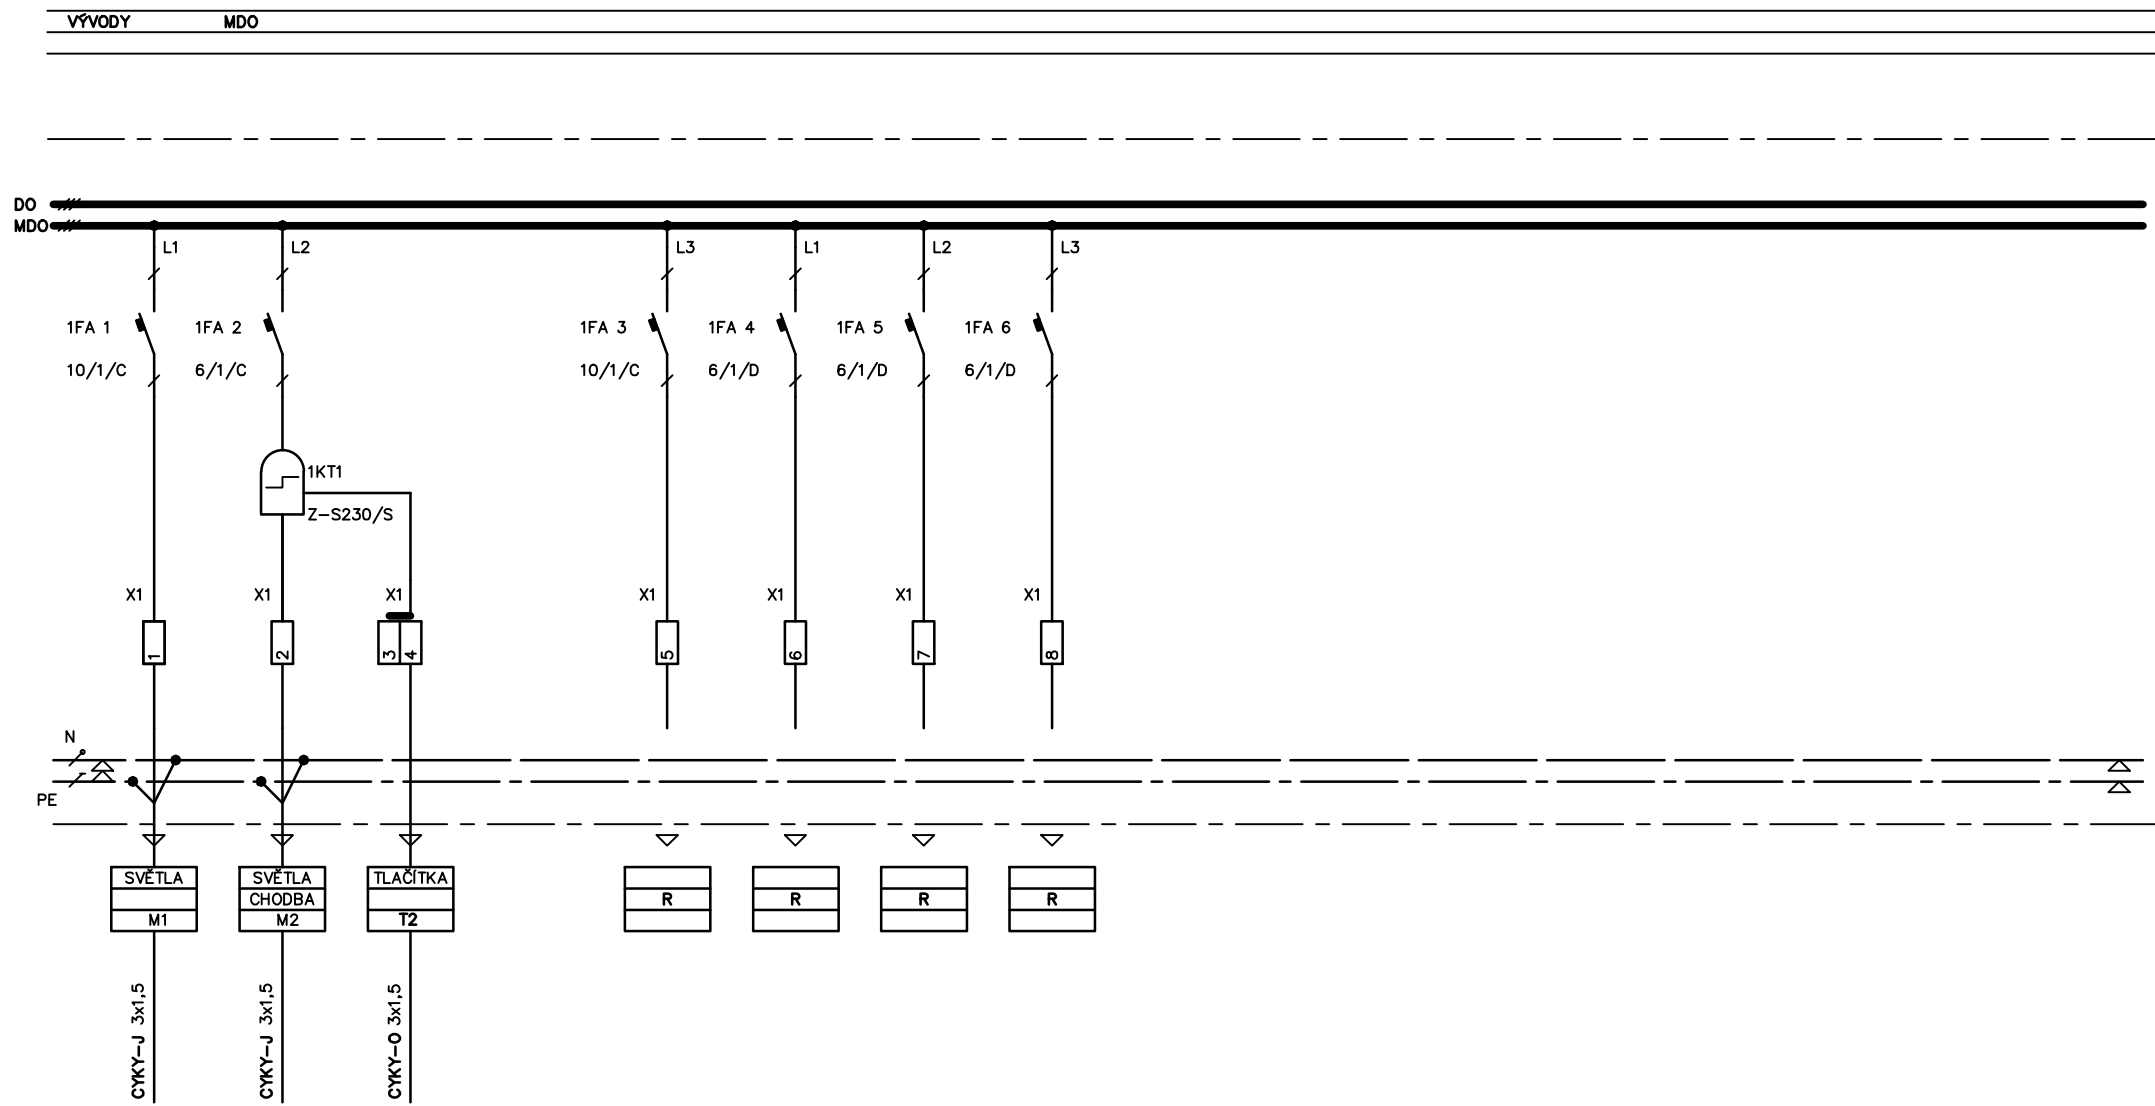 VÝVODY MDO
DO
MDO
L1 L2 L3 L1 L2 L3
1FA 1 1FA 2 1FA 3 1FA 4 1FA 5 1FA 6
10/1/C 6/1/C 10/1/C 6/1/D 6/1/D 6/1/D
1KT1
Z-S230/S
X1 X1 X1 X1 X1 X1 X1
1 2 3 4 5 6 7 8
N
PE
SVĚTLA SVĚTLA TLAČÍTKA
CHODBA R R R R
M1 M2 T2
CYKY-J 3x1,5 CYKY-J 3x1,5 CYKY-O 3x1,5